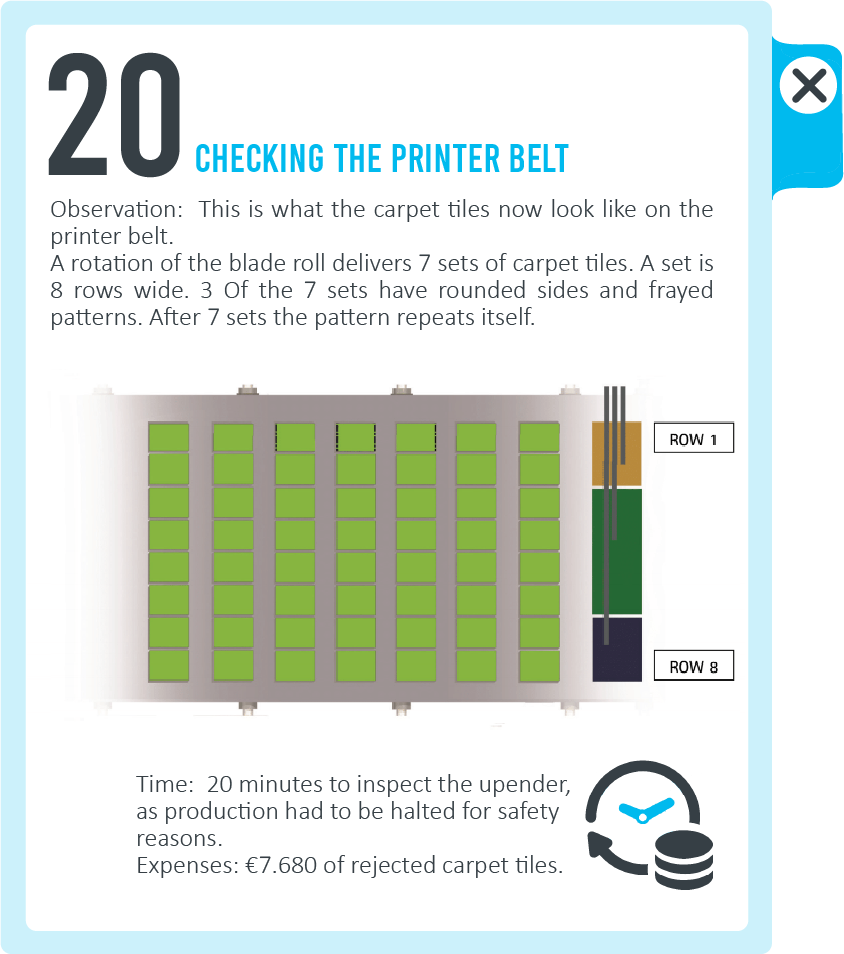 20
CHECKING THE PRINTER BELT
Observation:  This is what the carpet tiles now look like on the
printer belt.
A rotation of the blade roll delivers 7 sets of carpet tiles. A set is
8 rows wide. 3 Of the 7 sets have rounded sides and frayed
patterns. After 7 sets the pattern repeats itself.
ROW 1
ROW 8
Time:  20 minutes to inspect the upender,
as production had to be halted for safety
reasons.
Expenses: €7.680 of rejected carpet tiles.